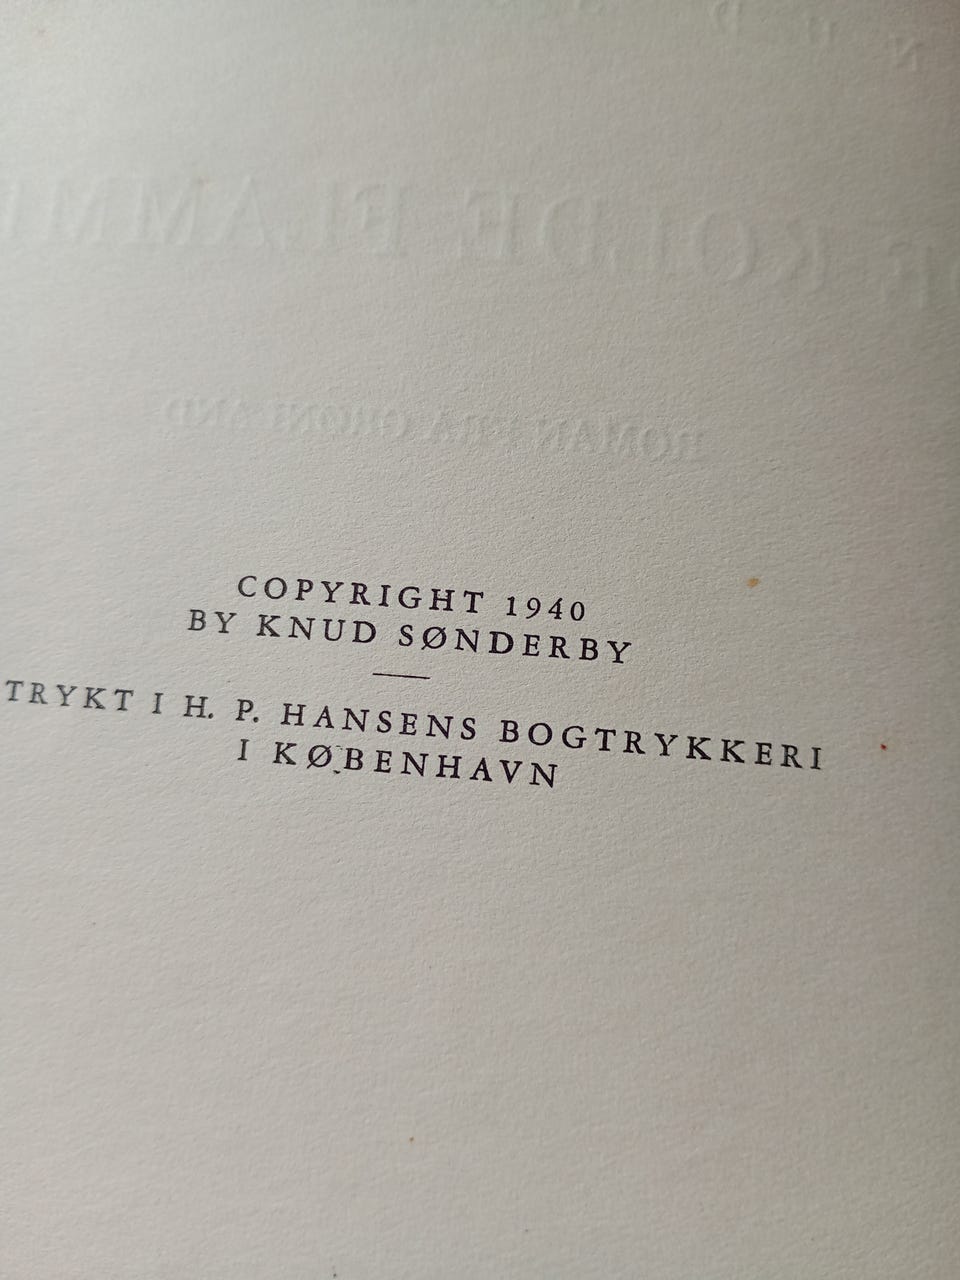 COPYRIGHT 1940
BY KNUD SØNDERBY
TRYKT I H. P. HANSENS BOGTRYKKERI
I KØBENHAVN